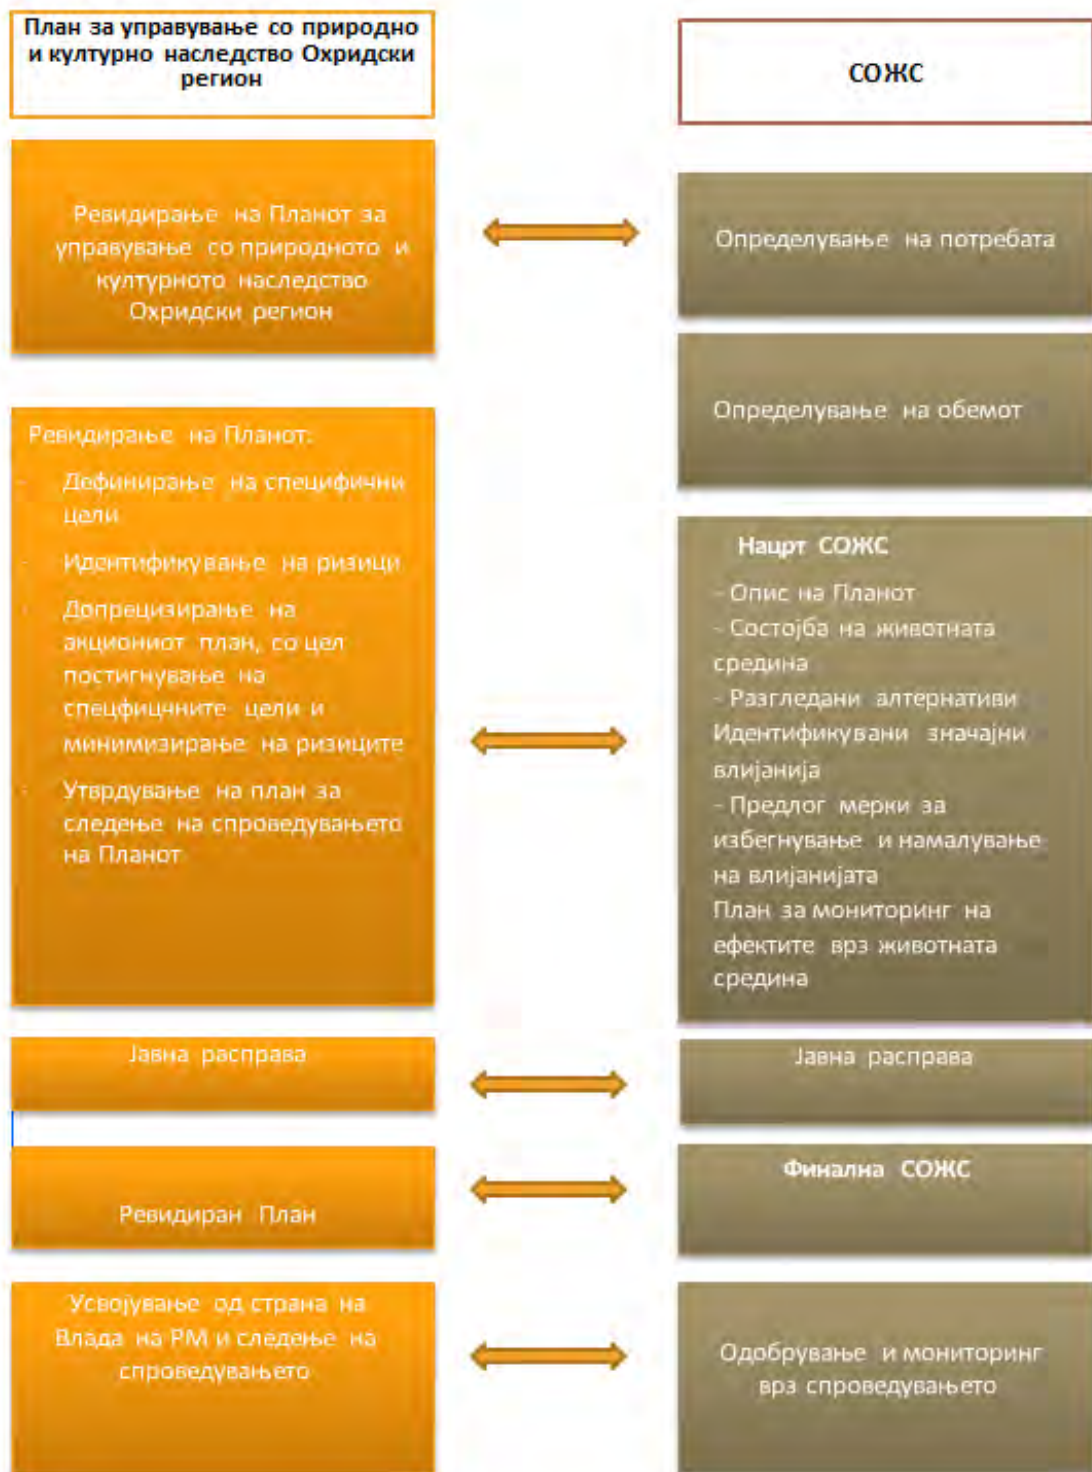 План за управување со природно
и културно наследство Охридски
регион
СОЖС
Ревидирање на Планот за
управување со природното и
културното наследство
Охридски регион
Определување на потребата
Определување на обемот
Ревидирање на Планот:
- Дефинирање на специфични
цели
- Идентификување на ризици
- Допрецизирање на
акциониот план, со цел
постигнување на
спецфицчните цели и
минимизирање на ризиците
- Утврдување на план за
следење на спроведувањето
на Планот
Нацрт СОЖС
- Опис на Планот
- Состојба на животната
средина
- Разгледани алтернативи
Идентификувани значајни
влијанија
- Предлог мерки за
избегнување и намалување
на влијанијата
План за мониторинг на
ефектите врз животната
средина
Јавна расправа
Јавна расправа
Ревидиран План
Финална СОЖС
Усвојување од страна на
Влада на РМ и следење на
спроведувањето
Одобрување и мониторинг
врз спроведувањето